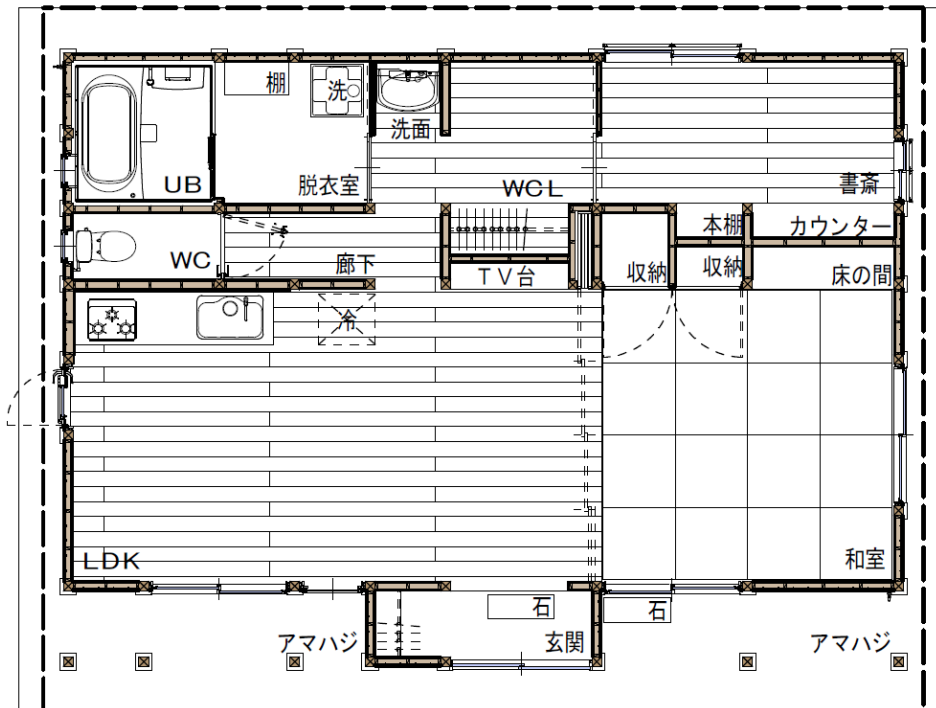 棚
洗
洗面
UB
脱衣室
WCL
書斎
WC
廊下
本棚
カウンター
TV台
収納
収納
床の間
冷
LDK
和室
石
石
アマハジ
玄関
アマハジ